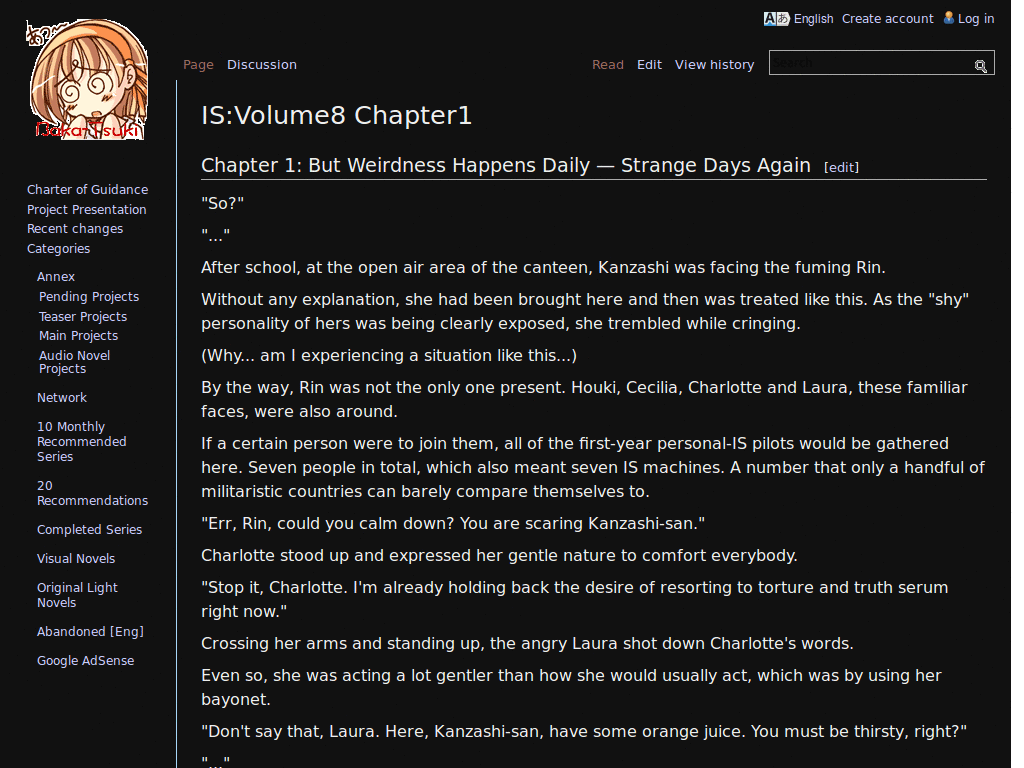 English Create account Log in
Page Discussion Read Edit View history Search
Baka-Tsuki
Charter of Guidance
Project Presentation
Recent changes
Categories
Annex
Pending Projects
Teaser Projects
Main Projects
Audio Novel
Projects
Network
10 Monthly
Recommended
Series
20
Recommendations
Completed Series
Visual Novels
Original Light
Novels
Abandoned [Eng]
Google AdSense
IS:Volume8 Chapter1
Chapter 1: But Weirdness Happens Daily — Strange Days Again [edit]
"So?"
"..."
After school, at the open air area of the canteen, Kanzashi was facing the fuming Rin.
Without any explanation, she had been brought here and then was treated like this. As the "shy"
personality of hers was being clearly exposed, she trembled while cringing.
(Why... am I experiencing a situation like this...)
By the way, Rin was not the only one present. Houki, Cecilia, Charlotte and Laura, these familiar
faces, were also around.
If a certain person were to join them, all of the first-year personal-IS pilots would be gathered
here. Seven people in total, which also meant seven IS machines. A number that only a handful of
militaristic countries can barely compare themselves to.
"Err, Rin, could you calm down? You are scaring Kanzashi-san."
Charlotte stood up and expressed her gentle nature to comfort everybody.
"Stop it, Charlotte. I'm already holding back the desire of resorting to torture and truth serum
right now."
Crossing her arms and standing up, the angry Laura shot down Charlotte's words.
Even so, she was acting a lot gentler than how she would usually act, which was by using her
bayonet.
"Don't say that, Laura. Here, Kanzashi-san, have some orange juice. You must be thirsty, right?"
"..."